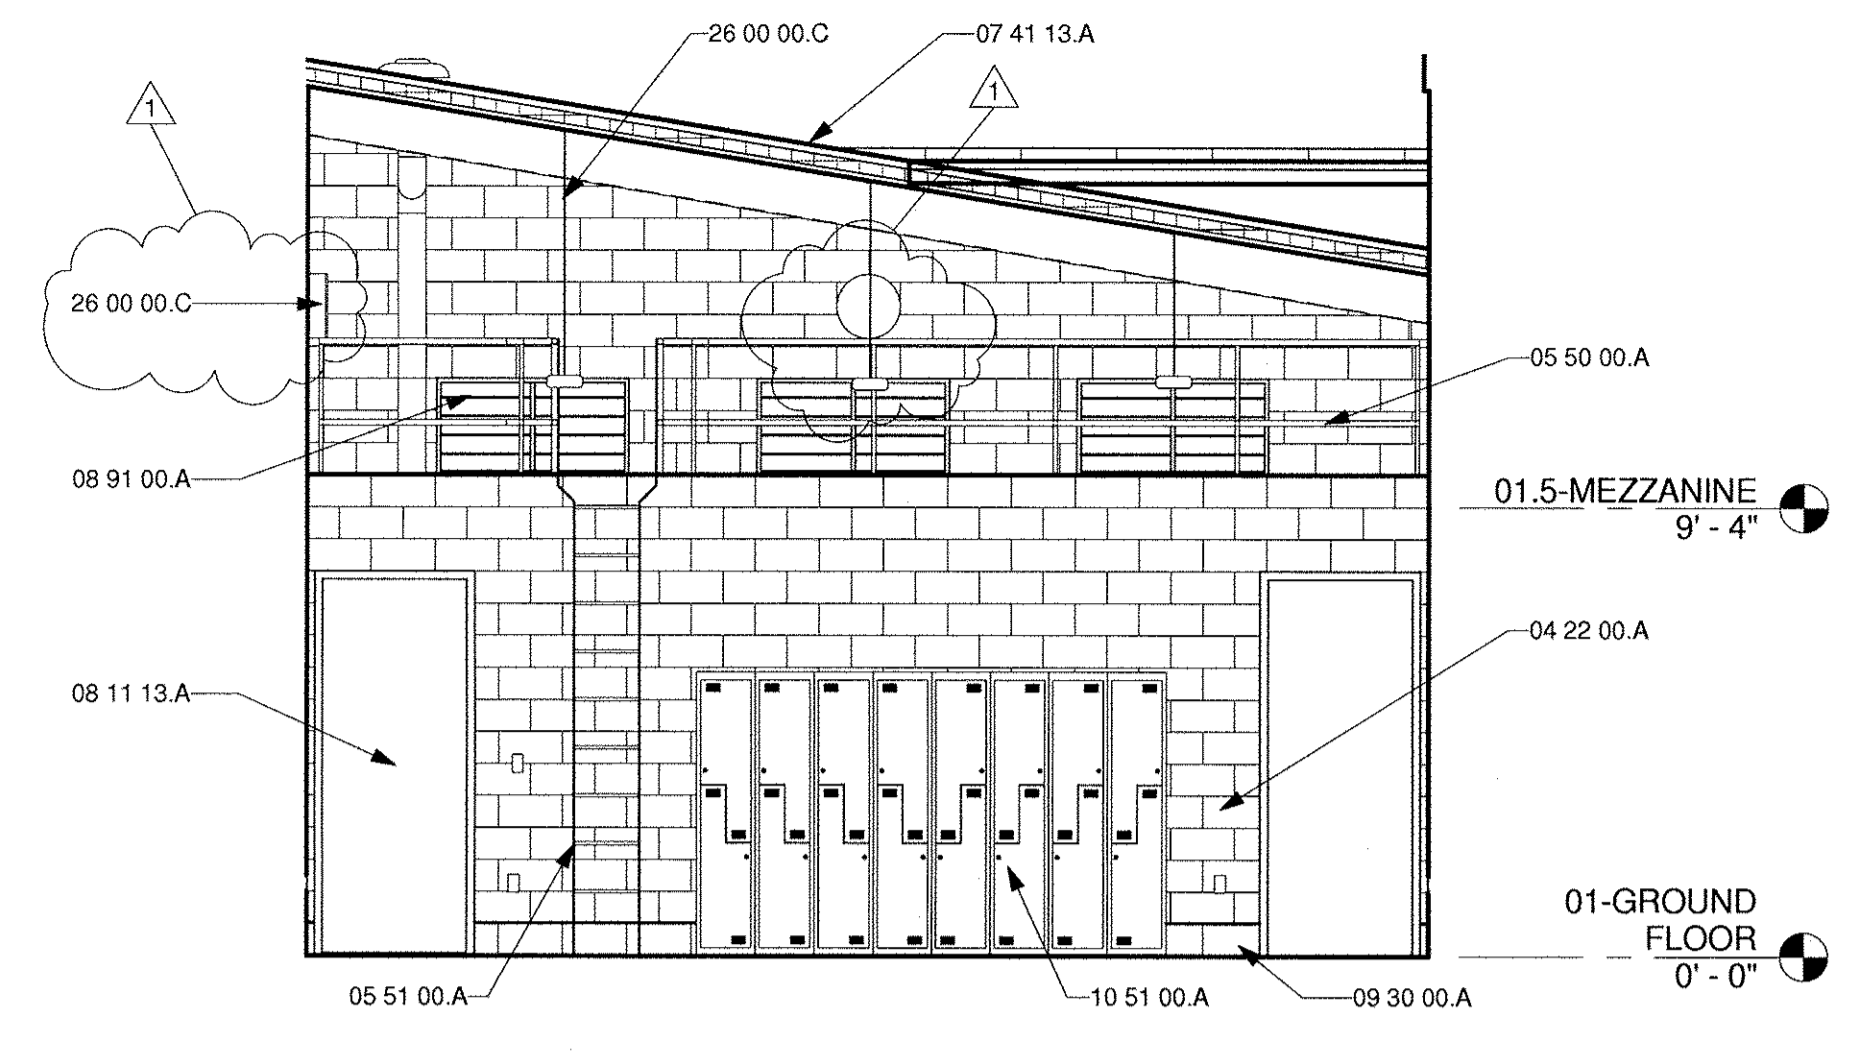 26 00 00.C
07 41 13.A
1
1
26 00 00.C
05 50 00.A
08 91 00.A
01.5-MEZZANINE
9' - 4"
04 22 00.A
08 11 13.A
01-GROUND
FLOOR
0' - 0"
05 51 00.A
10 51 00.A
09 30 00.A